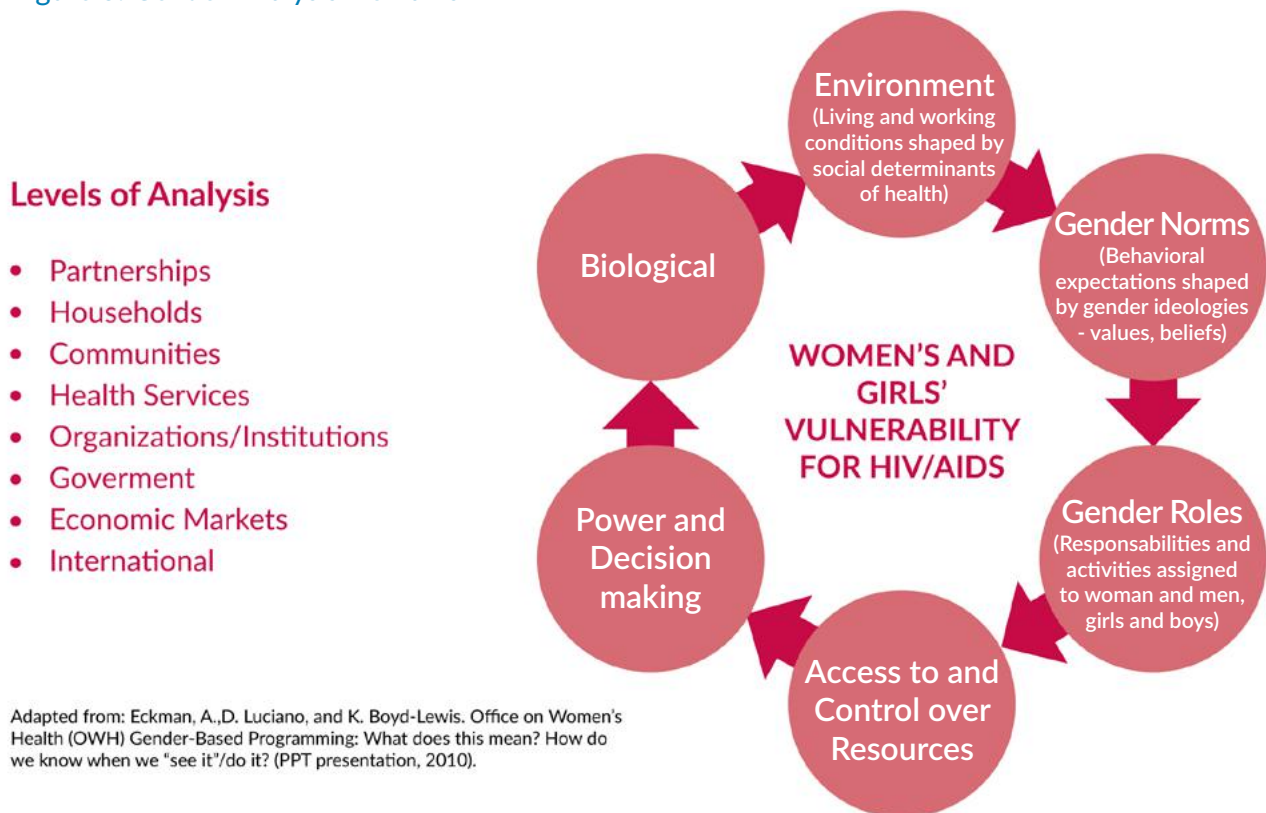 Levels of Analysis
• Partnerships
• Households
• Communities
• Health Services
• Organizations/Institutions
• Goverment
• Economic Markets
• International
Adapted from: Eckman, A.,D. Luciano, and K. Boyd-Lewis. Office on Women's
Health (OWH) Gender-Based Programming: What does this mean? How do
we know when we "see it"/do it? (PPT presentation, 2010).
Environment
(Living and working
conditions shaped by
social determinants
of health)
Gender Norms
(Behavioral
expectations shaped
by gender ideologies
- values, beliefs)
Gender Roles
(Responsabilities and
activities assigned
to woman and men,
girls and boys)
Access to and
Control over
Resources
Power and
Decision
making
Biological
WOMEN'S AND
GIRLS'
VULNERABILITY
FOR HIV/AIDS